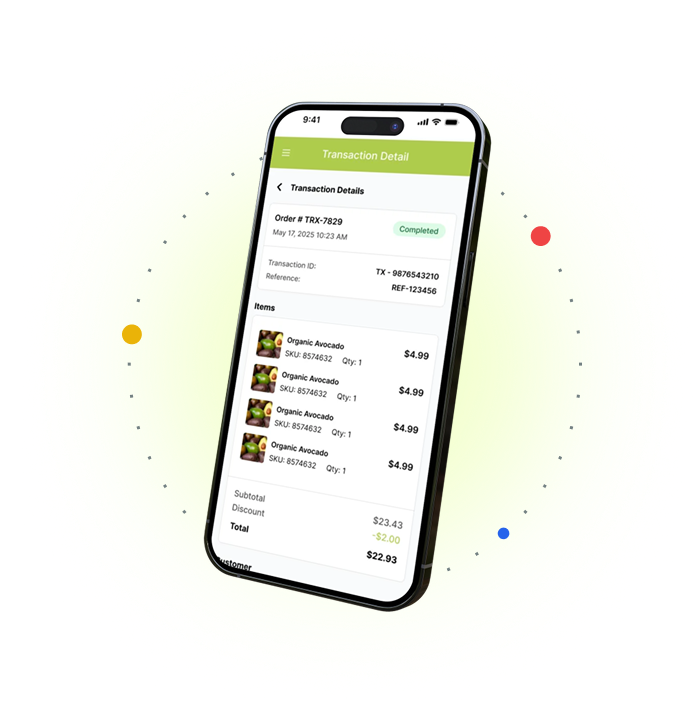 9:41
Transaction Detail
Transaction Details
Order # TRX-7829
Completed
May 17, 2025 10:23 AM
Transaction ID: TX - 9876543210
Reference: REF-123456
Items
Organic Avocado
SKU: 8574632 Qty: 1 $4.99
Organic Avocado
SKU: 8574632 Qty: 1 $4.99
Organic Avocado
SKU: 8574632 Qty: 1 $4.99
Organic Avocado
SKU: 8574632 Qty: 1 $4.99
Subtotal $23.43
Discount -$2.00
Total $22.93
ustomer